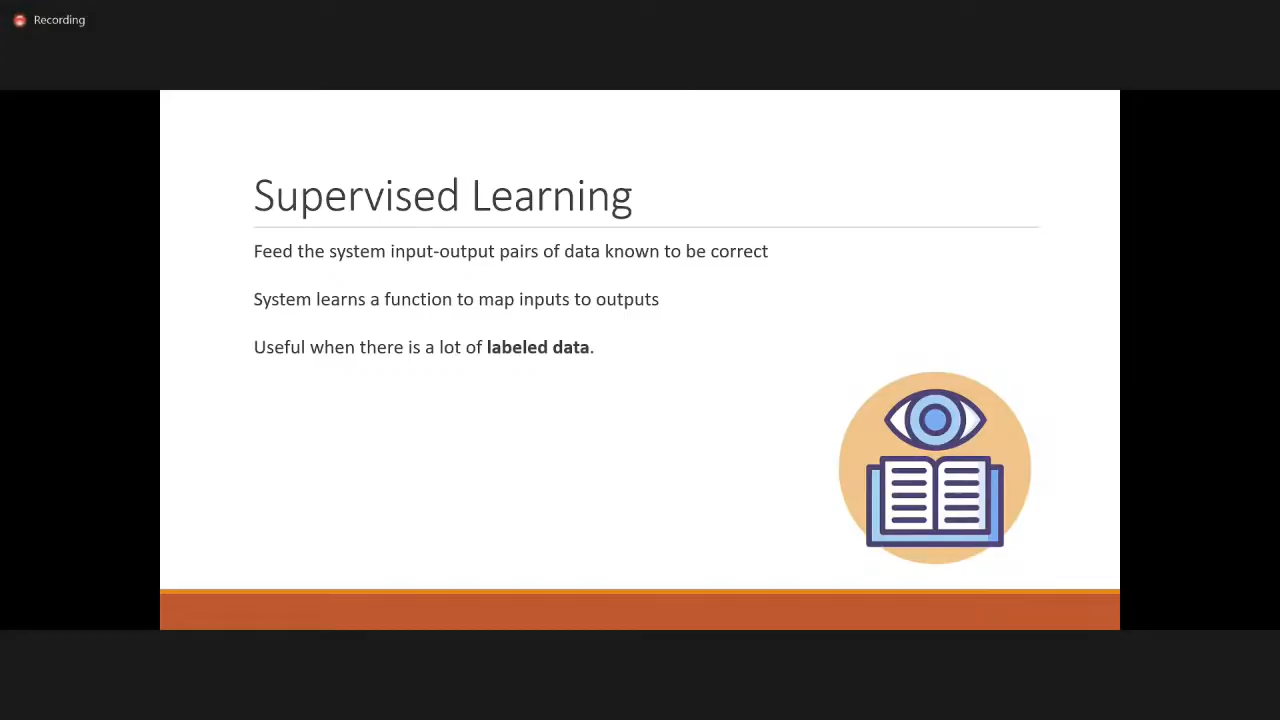 Recording
Supervised Learning
Feed the system input-output pairs of data known to be correct
System learns a function to map inputs to outputs
Useful when there is a lot of labeled data.